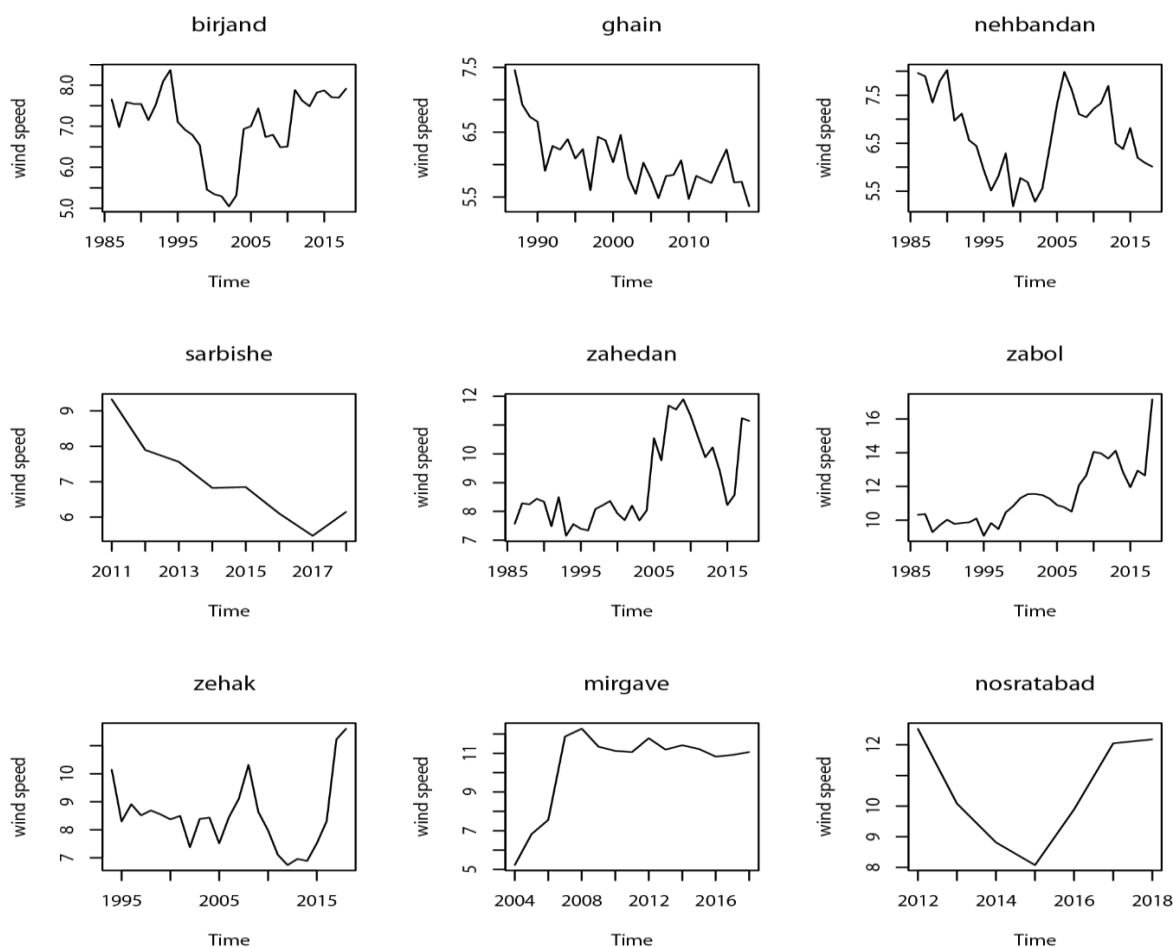 birjand
wind speed
5.0 6.0 7.0 8.0
1985 1995 2005 2015
Time
ghain
wind speed
5.5 6.5 7.5
1990 2000 2010
Time
nehbandan
wind speed
5.5 6.5 7.5
1985 1995 2005 2015
Time
sarbishe
wind speed
6 7 8 9
2011 2013 2015 2017
Time
zahedan
wind speed
7 8 9 10 11 12
1985 1995 2005 2015
Time
zabol
wind speed
10 12 14 16
1985 1995 2005 2015
Time
zehak
wind speed
7 8 9 10
1995 2005 2015
Time
mirgave
wind speed
5 7 9 11
2004 2008 2012 2016
Time
nosratabad
wind speed
8 9 10 12
2012 2014 2016 2018
Time